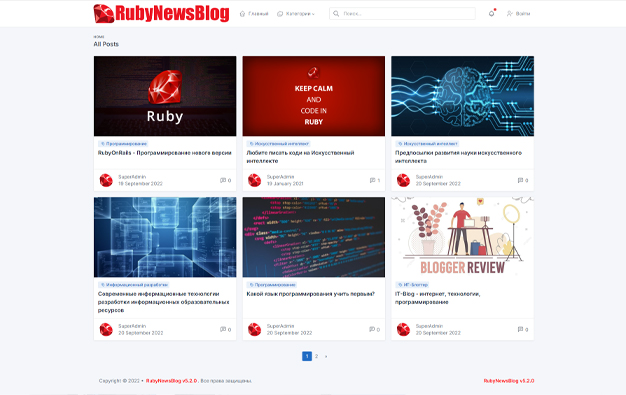 RubyNewsBlog
Главный
Категории
Поиск...
Войти
HOME
All Posts
Ruby
KEEP CALM
AND
CODE IN
RUBY
Программирование
RubyOnRails - Программирование нового версии
SuperAdmin
19 September 2022
0
Искусственный интеллект
Любите писать коды на Искусственный
интеллекте
SuperAdmin
10 January 2021
1
Искусственный интеллект
Предпосылки развития науки искусственного
интеллекта
SuperAdmin
20 September 2022
0
BLOGGER REVIEW
Информационный разработки
Современные информационные технологии
разработки информационных образовательных
ресурсов
SuperAdmin
20 September 2022
0
Программирование
Какой язык программирования учить первым?
SuperAdmin
20 September 2022
0
ИТ-Блоггер
IT-Blog - интернет, технологии,
программирование
SuperAdmin
20 September 2022
0
1 2 »
Copyright © 2022 • RubyNewsBlog v5.2.0 . Все права защищены.
RubyNewsBlog v5.2.0